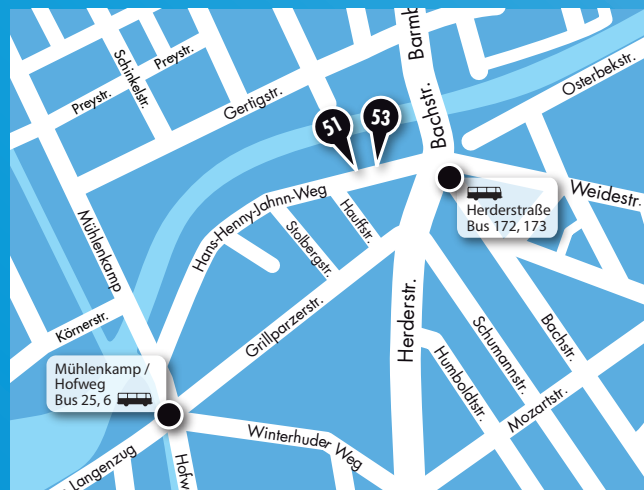 Schinkelstr.
Preystr.
Preystr.
Gertigstr.
Barmb
Bachstr.
Osterbekstr.
51
53
Mühlenkamp
Hans-Henny-Jahnn-Weg
Hauffstr.
Stolbergstr.
Herderstraße
Bus 172, 173
Weidestr.
Körnerstr.
Grillparzerstr.
Herderstr.
Schumannstr.
Bachstr.
Humboldtstr.
Mozartstr.
Mühlenkamp /
Hofweg
Bus 25, 6
Winterhuder Weg
Langenzug
Hofw